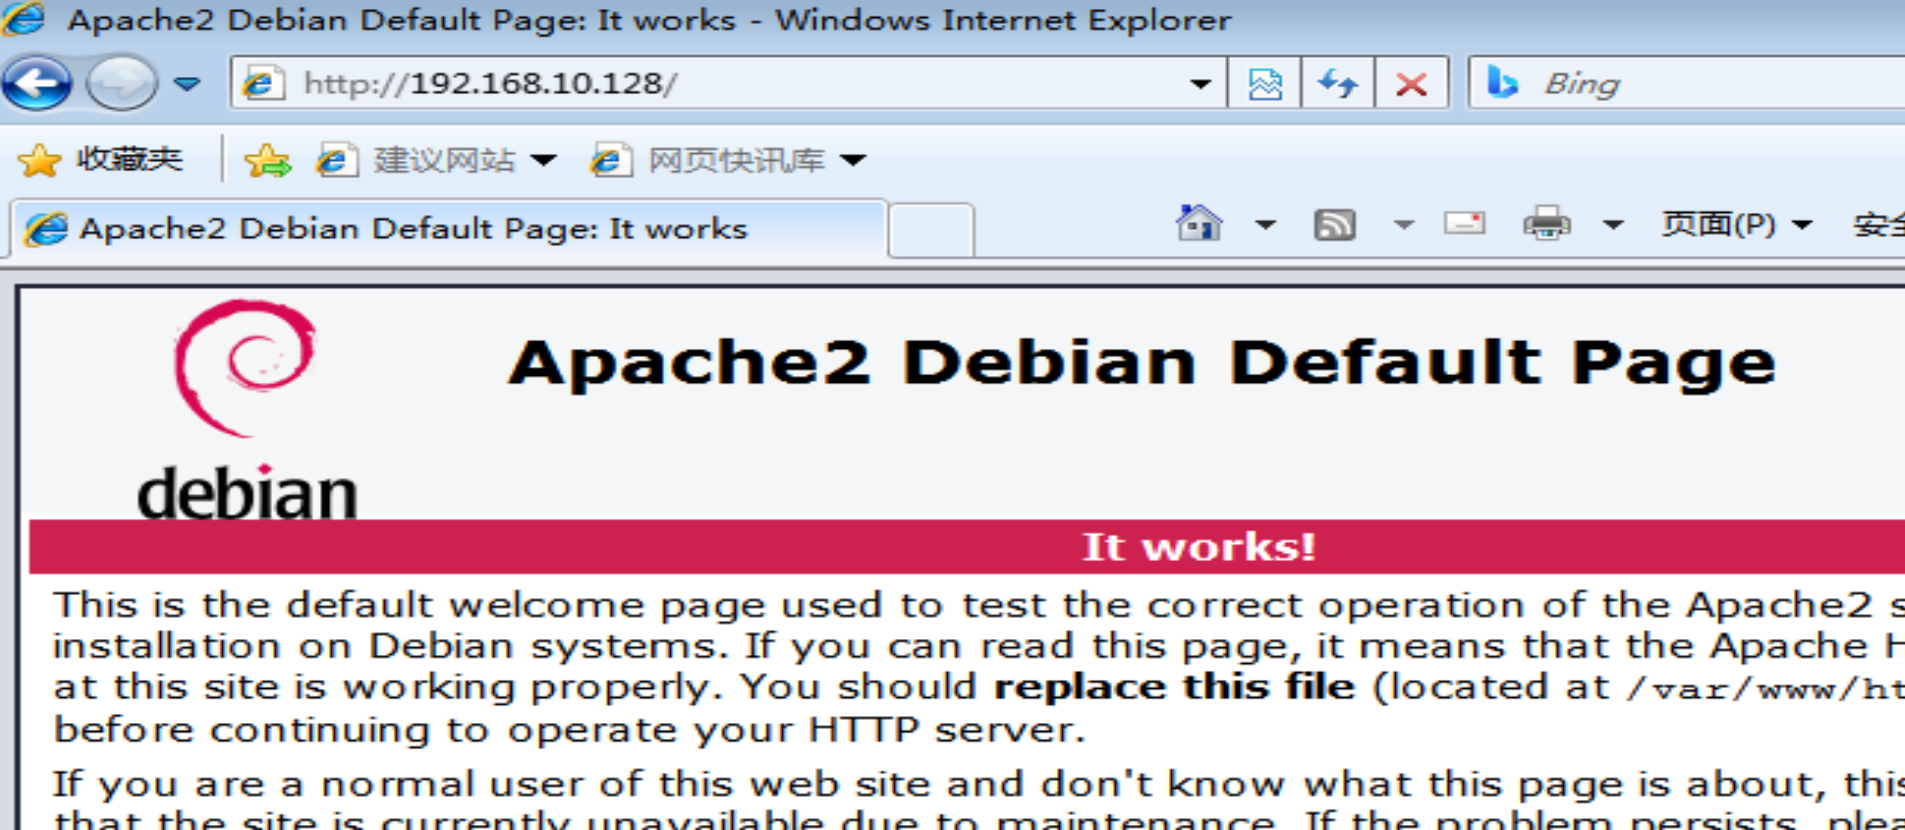 Apache2 Debian Default Page: It works - Windows Internet Explorer
http://192.168.10.128/
Bing
收藏夹
建议网站
网页快讯库
Apache2 Debian Default Page: It works
页面(P)
Apache2 Debian Default Page
debian
It works!
This is the default welcome page used to test the correct operation of the Apache2 s
installation on Debian systems. If you can read this page, it means that the Apache H
at this site is working properly. You should replace this file (located at /var/www/ht
before continuing to operate your HTTP server.
If you are a normal user of this web site and don't know what this page is about, this
that the site is currently unavailable due to maintenance. If the problem persists, plea